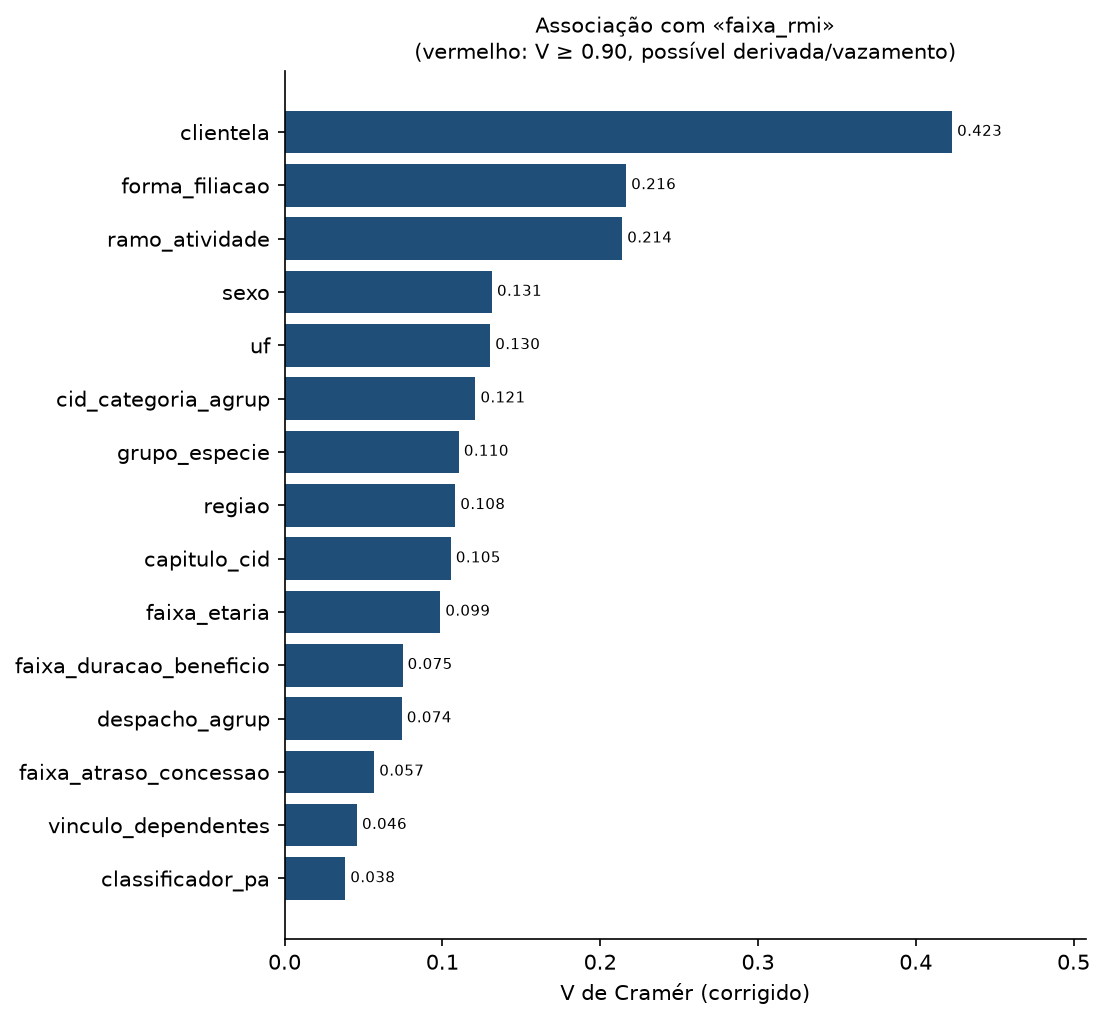 Associação com «faixa_rmi»
(vermelho: V ≥ 0.90, possível derivada/vazamento)
clientela 0.423
forma_filiacao 0.216
ramo_atividade 0.214
sexo 0.131
uf 0.130
cid_categoria_agrup 0.121
grupo_especie 0.110
regiao 0.108
capitulo_cid 0.105
faixa_etaria 0.099
faixa_duracao_beneficio 0.075
despacho_agrup 0.074
faixa_atraso_concessao 0.057
vinculo_dependentes 0.046
classificador_pa 0.038
0.0 0.1 0.2 0.3 0.4 0.5
V de Cramér (corrigido)